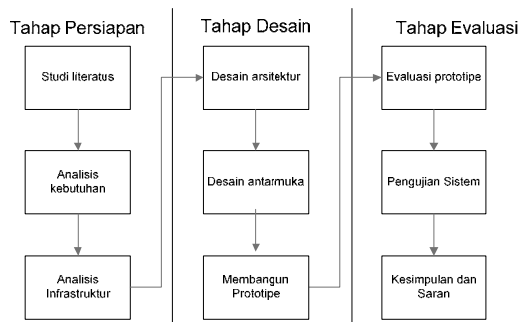 Tahap Persiapan
Studi literatus
Analisis
kebutuhan
Analisis
Infrastruktur
Tahap Desain
Desain arsitektur
Desain antarmuka
Membangun
Prototipe
Tahap Evaluasi
Evaluasi prototipe
Pengujian Sistem
Kesimpulan dan
Saran